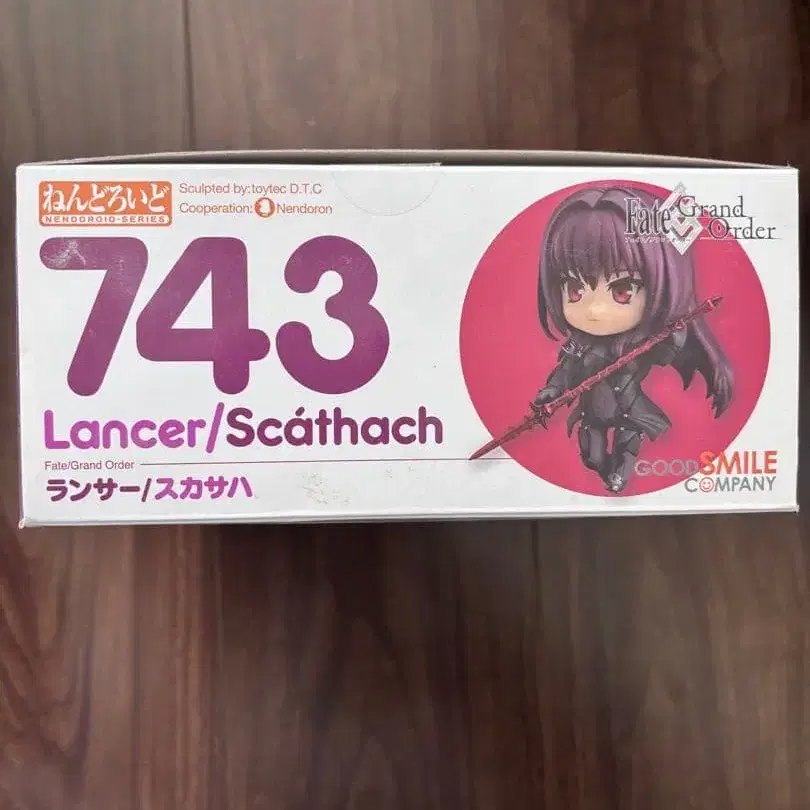 ねんどろいど
NENDOROID-SERIES
Sculpted by:toytec D.T.C
Cooperation: Nendoron
743
Lancer/Scáthach
Fate/Grand Order
ランサー/スカサハ
Fate Grand Order
GOOD SMILE
COMPANY